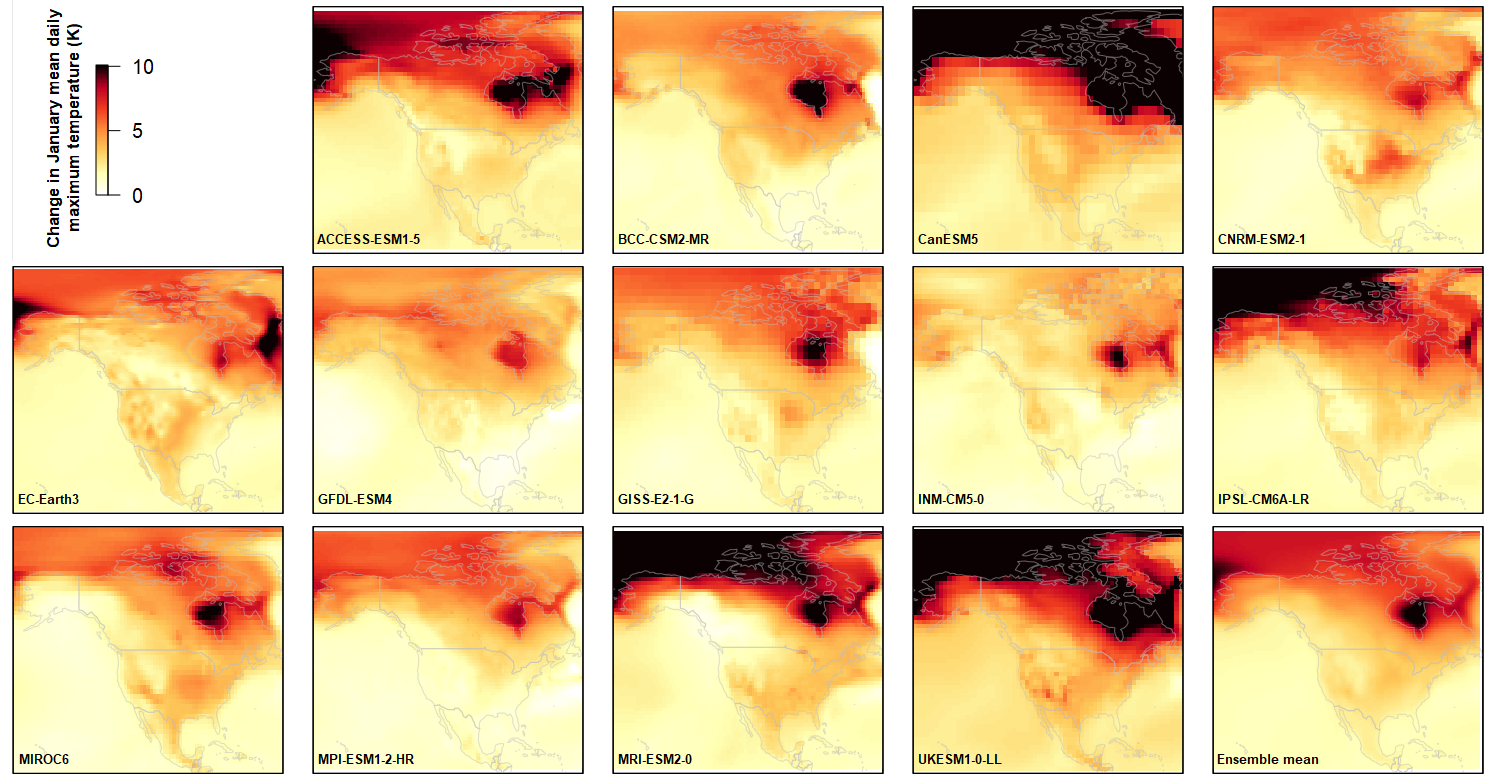 Change in January mean daily
maximum temperature (K)
10
5
0
ACCESS-ESM1-5
BCC-CSM2-MR
CanESM5
CNRM-ESM2-1
EC-Earth3
GFDL-ESM4
GISS-E2-1-G
INM-CM5-0
IPSL-CM6A-LR
MIROC6
MPI-ESM1-2-HR
MRI-ESM2-0
UKESM1-0-LL
Ensemble mean